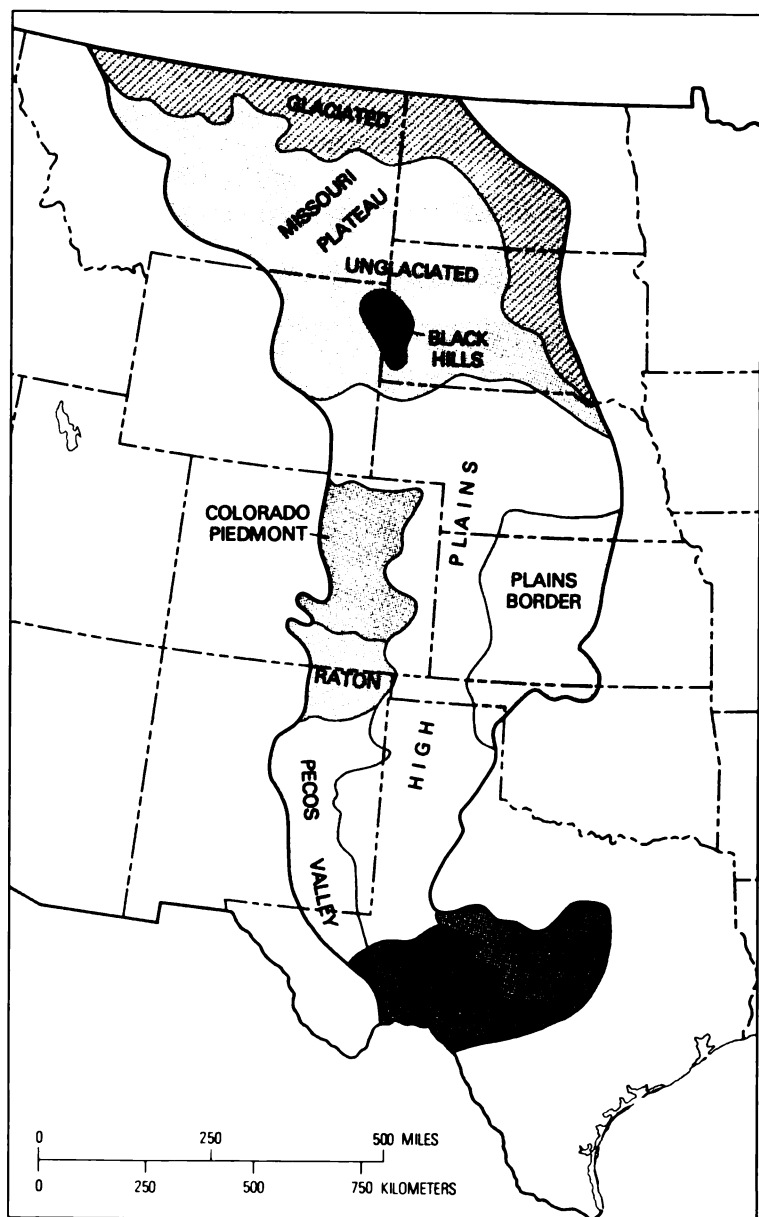 GLACIATED
MISSOURI
PLATEAU
UNGLACIATED
BLACK
HILLS
COLORADO
PIEDMONT
PLAINS
PLAINS
BORDER
RATON
HIGH
PECOS
VALLEY
0 250 500 MILES
0 250 500 750 KILOMETERS